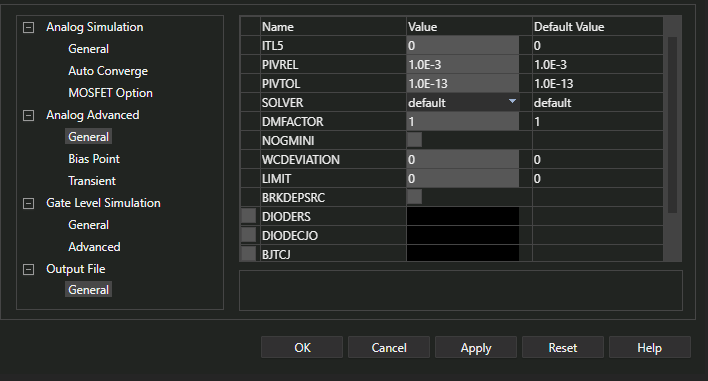 Analog Simulation
General
Auto Converge
MOSFET Option
Analog Advanced
General
Bias Point
Transient
Gate Level Simulation
General
Advanced
Output File
General
Name Value Default Value
ITL5 0 0
PIVREL 1.0E-3 1.0E-3
PIVTOL 1.0E-13 1.0E-13
SOLVER default default
DMFACTOR 1 1
NOGMINI
WCDEVIATION 0 0
LIMIT 0 0
BRKDEPSRC
DIODERS
DIODECJO
BJTCJ
OK Cancel Apply Reset Help